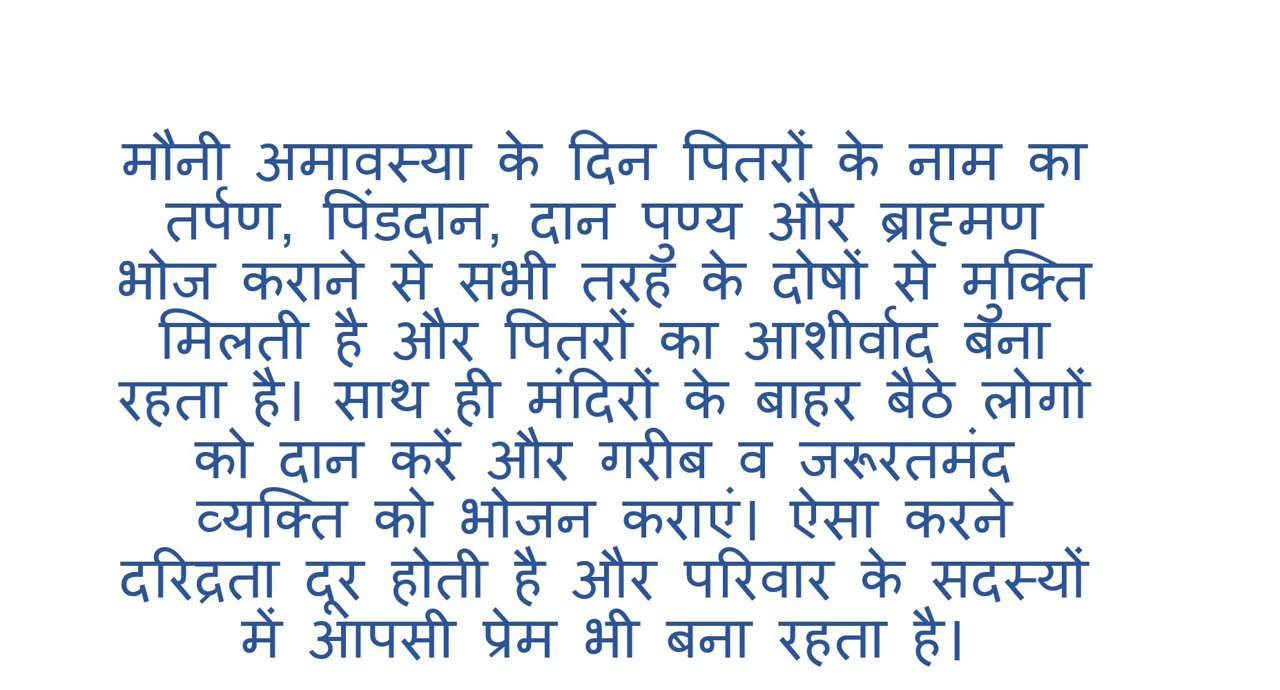 मौनी अमावस्या के दिन पितरों के नाम का
तर्पण, पिंडदान, दान पुण्य और ब्राह्मण
भोज कराने से सभी तरह के दोषों से मुक्ति
मिलती है और पितरों का आशीर्वाद बना
रहता है। साथ ही मंदिरों के बाहर बैठे लोगों
को दान करें और गरीब व जरूरतमंद
व्यक्ति को भोजन कराएं। ऐसा करने
दरिद्रता दूर होती है और परिवार के सदस्यों
में आपसी प्रेम भी बना रहता है।